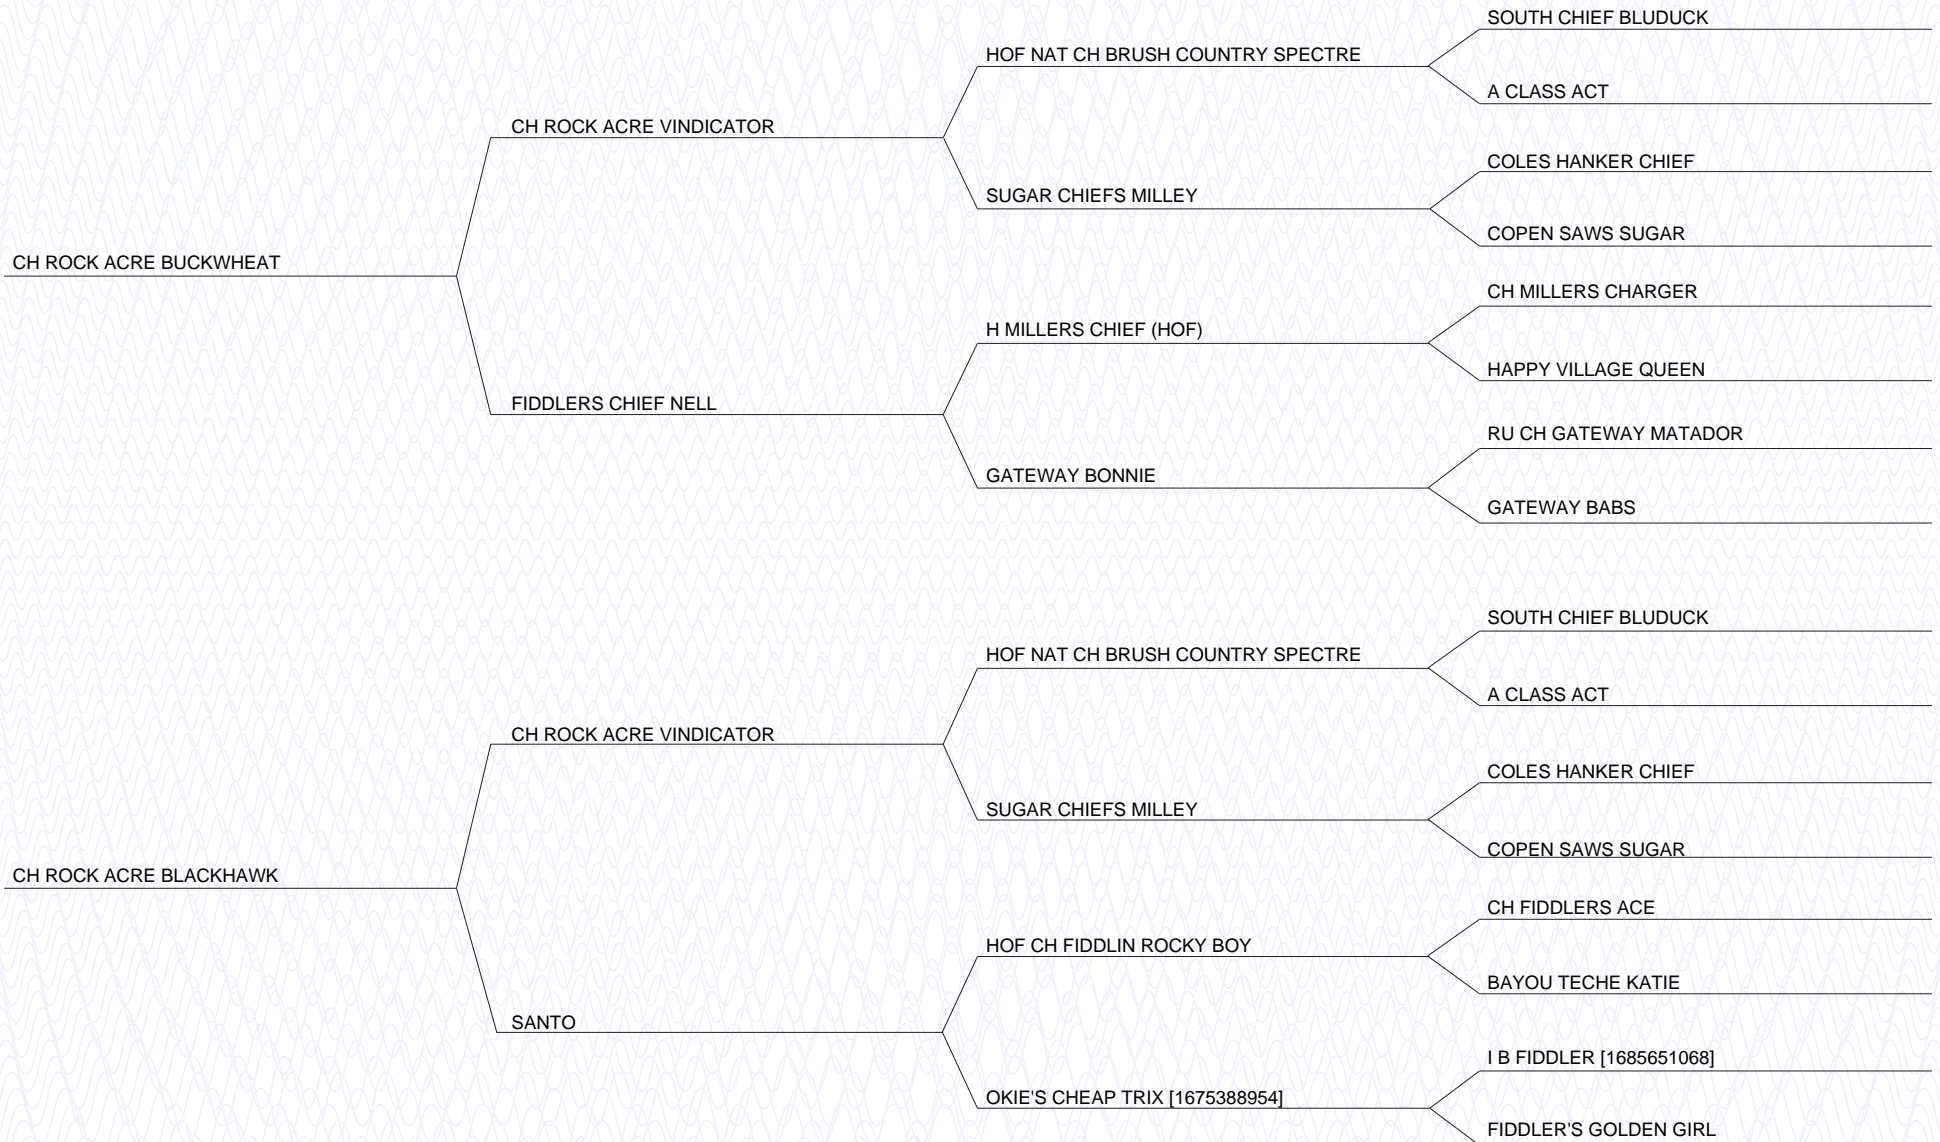 SOUTH CHIEF BLUDUCK
HOF NAT CH BRUSH COUNTRY SPECTRE
A CLASS ACT
CH ROCK ACRE VINDICATOR
COLES HANKER CHIEF
SUGAR CHIEFS MILLEY
COPEN SAWS SUGAR
CH ROCK ACRE BUCKWHEAT
CH MILLERS CHARGER
H MILLERS CHIEF (HOF)
HAPPY VILLAGE QUEEN
FIDDLERS CHIEF NELL
RU CH GATEWAY MATADOR
GATEWAY BONNIE
GATEWAY BABS
SOUTH CHIEF BLUDUCK
HOF NAT CH BRUSH COUNTRY SPECTRE
A CLASS ACT
CH ROCK ACRE VINDICATOR
COLES HANKER CHIEF
SUGAR CHIEFS MILLEY
COPEN SAWS SUGAR
CH ROCK ACRE BLACKHAWK
CH FIDDLERS ACE
HOF CH FIDDLIN ROCKY BOY
BAYOU TECHE KATIE
SANTO
I B FIDDLER [1685651068]
OKIE'S CHEAP TRIX [1675388954]
FIDDLER'S GOLDEN GIRL